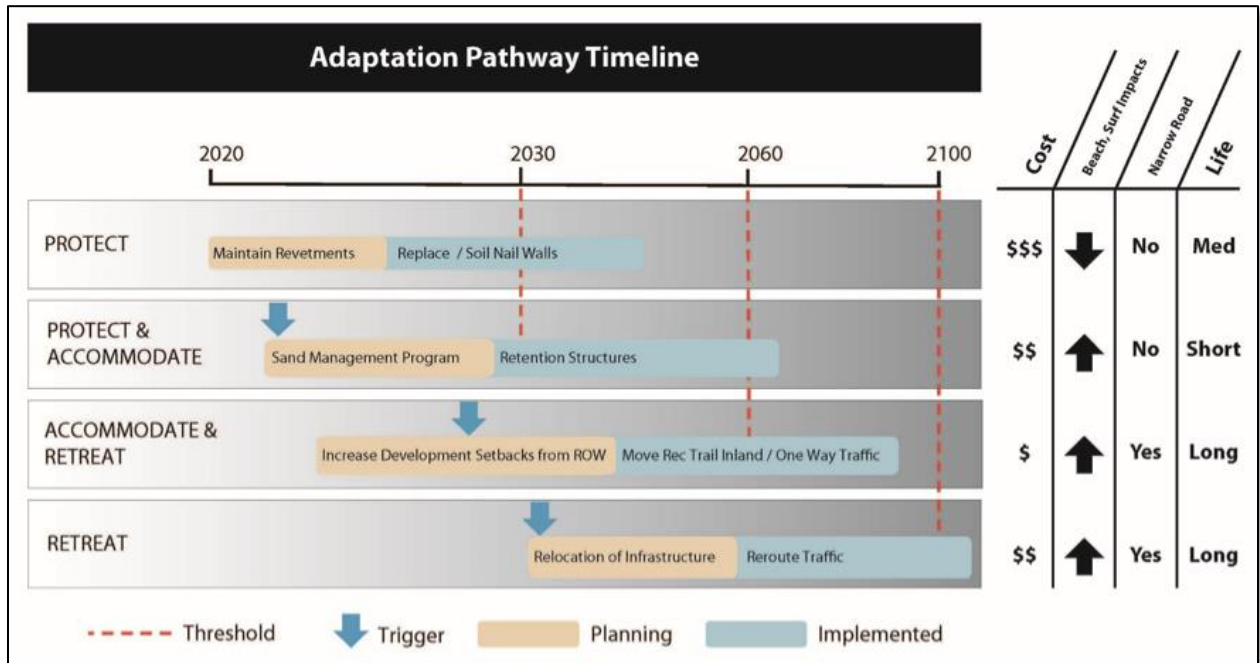 Adaptation Pathway Timeline
Cost
Beach, Surf Impacts
Narrow Road
Life
2020 2030 2060 2100
PROTECT
Maintain Revetments Replace / Soil Nail Walls
$$$ No Med
PROTECT &
ACCOMMODATE
Sand Management Program Retention Structures
$$ No Short
ACCOMMODATE &
RETREAT
Increase Development Setbacks from ROW Move Rec Trail Inland / One Way Traffic
$ Yes Long
RETREAT
Relocation of Infrastructure Reroute Traffic
$$ Yes Long
Threshold Trigger Planning Implemented